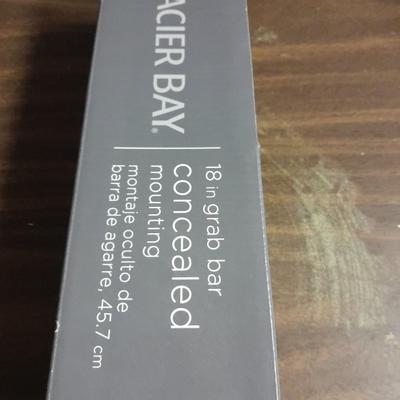 ACIER BAY®
18 in grab bar
concealed
mounting
montaje oculto de
barra de agarre, 45.7 cm